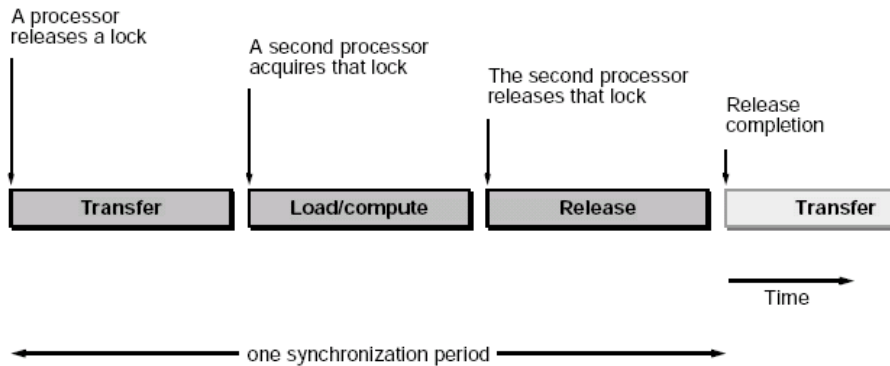 A processor
releases a lock
A second processor
acquires that lock
The second processor
releases that lock
Release
completion
Transfer
Load/compute
Release
Transfer
Time
one synchronization period